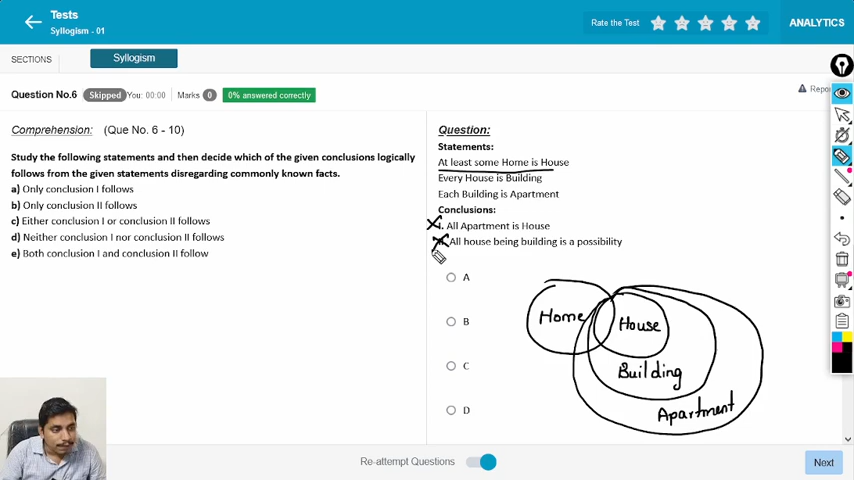 Tests
Syllogism - 01
Rate the Test
ANALYTICS
SECTIONS
Syllogism
Question No.6
Skipped
You: 00:00
Marks
0
0% answered correctly
Comprehension: (Que No. 6 - 10)
Study the following statements and then decide which of the given conclusions logically
follows from the given statements disregarding commonly known facts.
a) Only conclusion I follows
b) Only conclusion II follows
c) Either conclusion I or conclusion II follows
d) Neither conclusion I nor conclusion II follows
e) Both conclusion I and conclusion II follow
Question:
Statements:
At least some Home is House
Every House is Building
Each Building is Apartment
Conclusions:
I. All Apartment is House
All house being building is a possibility
A
B
C
D
Home
House
Building
Apartment
Re-attempt Questions
Next